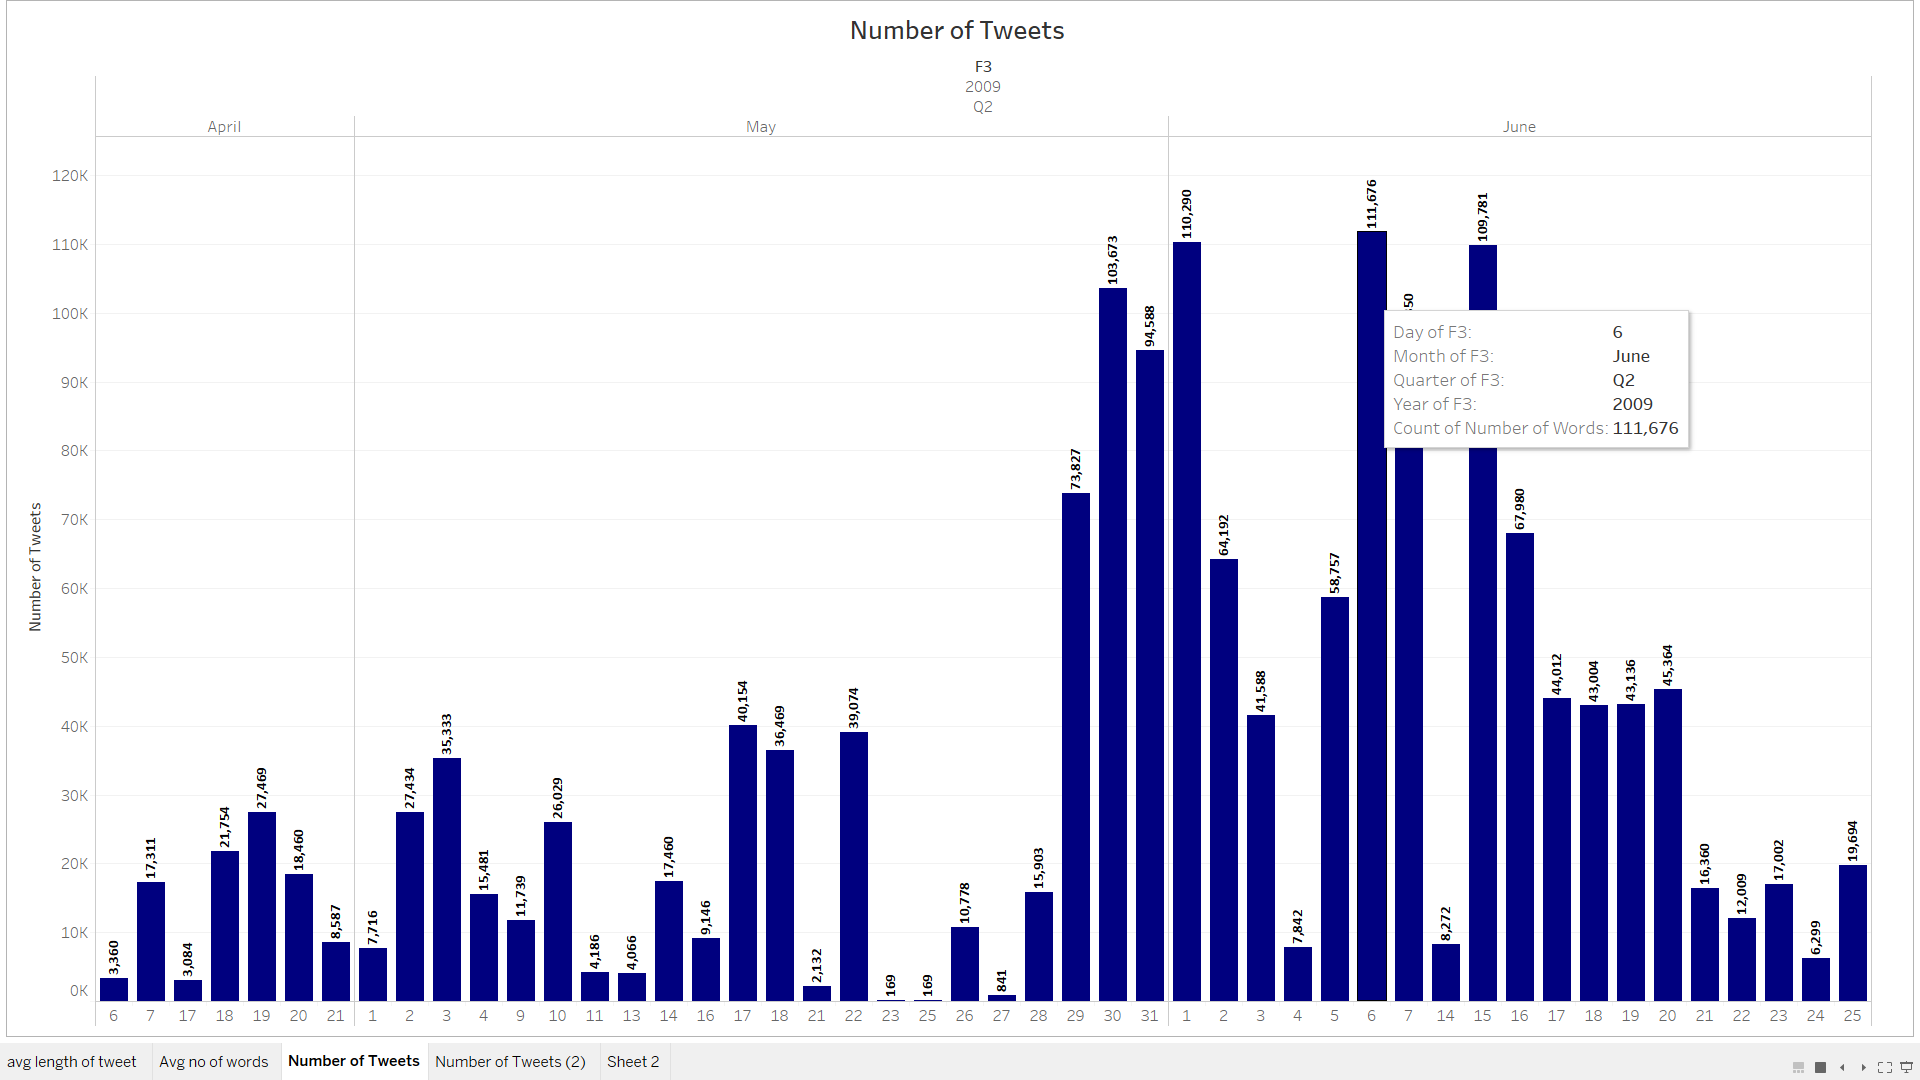 Number of Tweets
F3
2009
Q2
April May June
120K
110K
100K
90K
80K
70K
60K
50K
40K
30K
20K
10K
0K
Number of Tweets
3,360 17,311 3,084 21,754 27,469 18,460 8,587 7,716 27,434 35,333 15,481 11,739 26,029 4,186 4,066 17,460 9,146 40,154 36,469 2,132 39,074 169 169 10,778 841 15,903 73,827 103,673 94,588 110,290 64,192 41,588 7,842 58,757 111,676 8,272 109,781 67,980 44,012 43,004 43,136 45,364 16,360 12,009 17,002 6,299 19,694
Day of F3: 6
Month of F3: June
Quarter of F3: Q2
Year of F3: 2009
Count of Number of Words: 111,676
6 7 17 18 19 20 21 1 2 3 4 9 10 11 13 14 16 17 18 21 22 23 25 26 27 28 29 30 31 1 2 3 4 5 6 7 14 15 16 17 18 19 20 21 22 23 24 25
avg length of tweet Avg no of words Number of Tweets Number of Tweets (2) Sheet 2